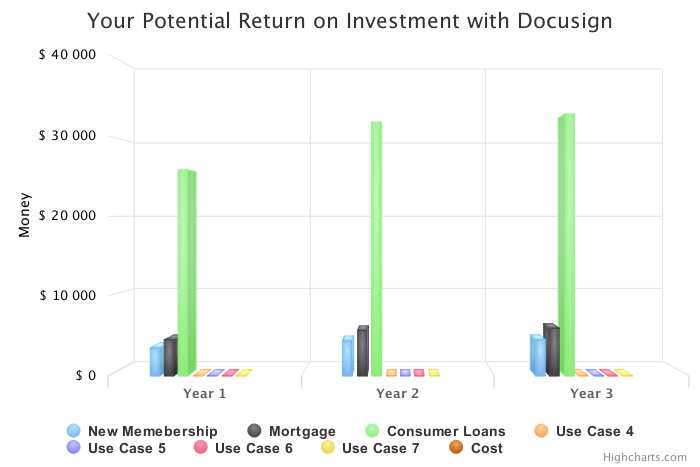 Your Potential Return on Investment with Docusign
$ 40 000
$ 30 000
$ 20 000
$ 10 000
$ 0
Money
Year 1 Year 2 Year 3
New Memebership Mortgage Consumer Loans Use Case 4
Use Case 5 Use Case 6 Use Case 7 Cost
Highcharts.com